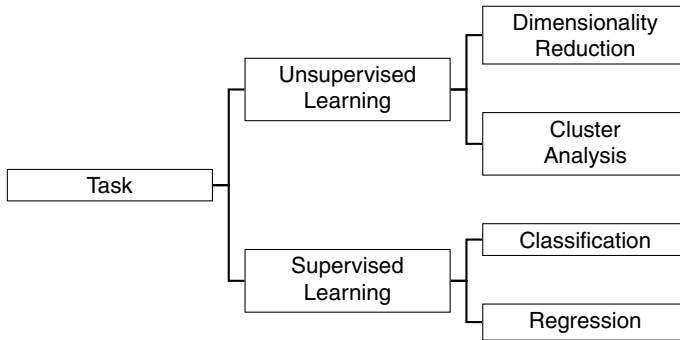 Task
Unsupervised
Learning
Supervised
Learning
Dimensionality
Reduction
Cluster
Analysis
Classification
Regression